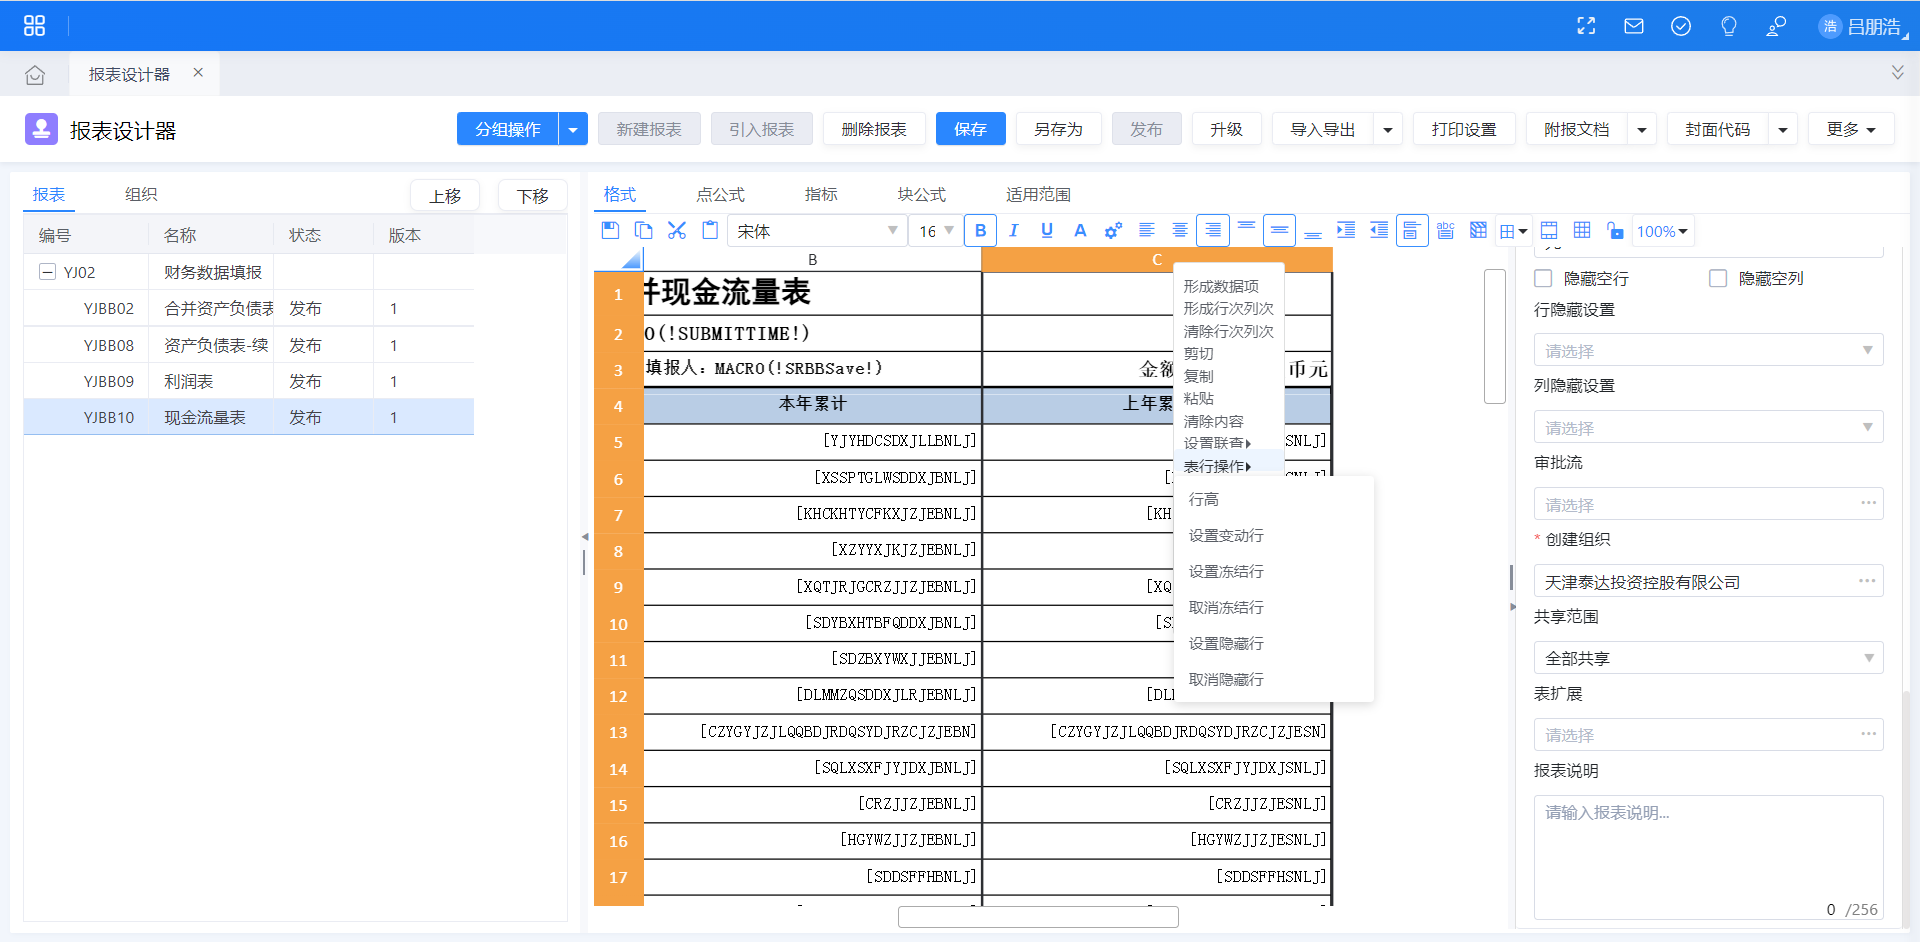 浩 吕朋浩
报表设计器
报表设计器 分组操作 新建报表 引入报表 删除报表 保存 另存为 发布 升级 导入导出 打印设置 附报文档 封面代码 更多
报表 组织 上移 下移
编号 名称 状态 版本
YJ02 财务数据填报
YJBB02 合并资产负债表 发布 1
YJBB08 资产负债表-续 发布 1
YJBB09 利润表 发布 1
YJBB10 现金流量表 发布 1
格式 点公式 指标 块公式 适用范围
宋体 16 B I U A abc 100%
B C
1 并现金流量表
2 O(!SUBMITTIME!)
3 填报人：MACRO(!SRBBSave!) 金额 币元
4 本年累计 上年累
5 [YJYHDCSDXJLLBNLJ] SNLJ]
6 [XSSPTGLWSDDXJBNLJ]
7 [KHCKHTYCFKXJZJEBNLJ] [KH
8 [XZYYXJKJZJEBNLJ]
9 [XQTJRJGCRZJJZJEBNLJ] [XQ
10 [SDYBXHTBFQDDXJBNLJ]
11 [SDZBXYWXJJEBNLJ]
12 [DLMMZQSDDXJLRJEBNLJ] [DL
13 [CZYGYJZJLQQBDJRDQSYDJRZCJZJEBN] [CZYGYJZJLQQBDJRDQSYDJRZCJZJESN]
14 [SQLXSXFJYJDXJBNLJ] [SQLXSXFJYJDXJSNLJ]
15 [CRZJJZJEBNLJ] [CRZJJZJESNLJ]
16 [HGYWZJJZJEBNLJ] [HGYWZJJZJESNLJ]
17 [SDDSFFHBNLJ] [SDDSFFHSNLJ]
形成数据项
形成行次列次
清除行次列次
剪切
复制
粘贴
清除内容
设置联查
表行操作
行高
设置变动行
设置冻结行
取消冻结行
设置隐藏行
取消隐藏行
隐藏空行 隐藏空列
行隐藏设置
请选择
列隐藏设置
请选择
审批流
请选择
* 创建组织
天津泰达投资控股有限公司
共享范围
全部共享
表扩展
请选择
报表说明
请输入报表说明...
0 /256